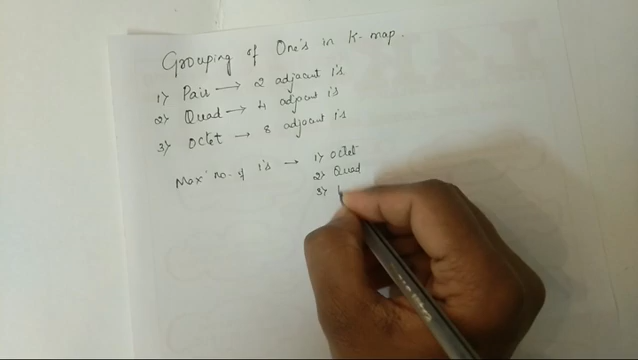 Grouping of One's in K-map.
1) Pair → 2 adjacent 1's
2) Quad → 4 adjacent 1's
3) Octet → 8 adjacent 1's
Max no. of 1's → 1) Octet
2) Quad
3)